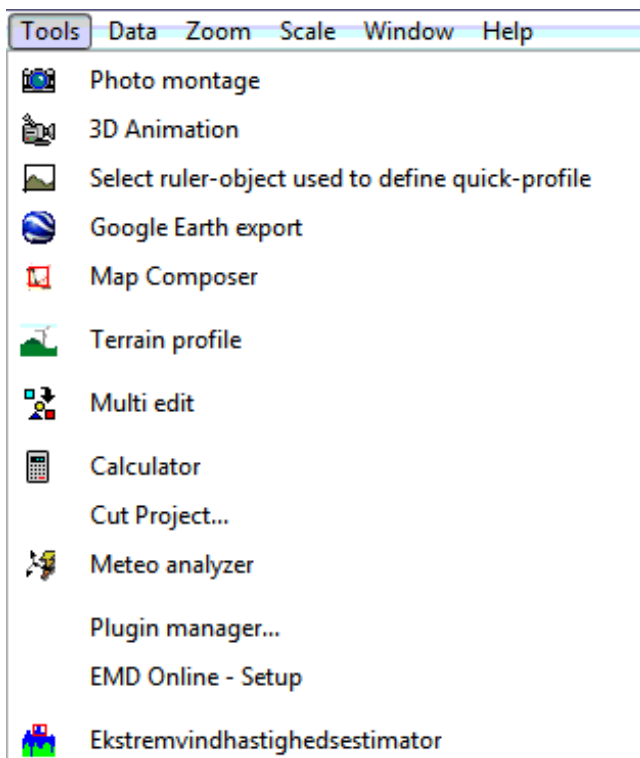 Tools Data Zoom Scale Window Help
Photo montage
3D Animation
Select ruler-object used to define quick-profile
Google Earth export
Map Composer
Terrain profile
Multi edit
Calculator
Cut Project...
Meteo analyzer
Plugin manager...
EMD Online - Setup
Ekstremvindhastighedsestimator